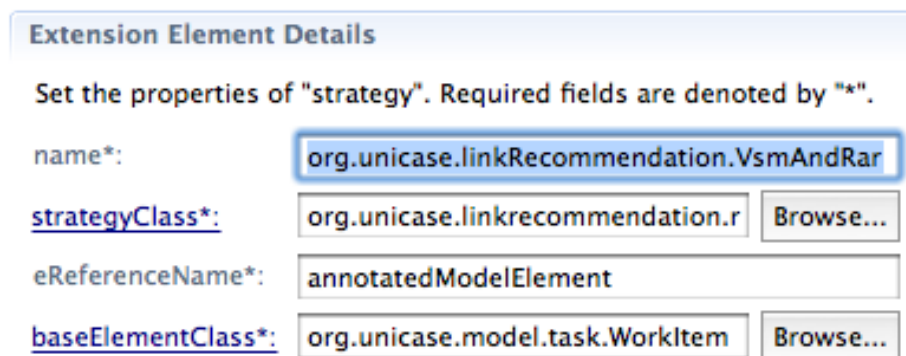 Extension Element Details
Set the properties of "strategy". Required fields are denoted by "*".
name*: org.unicase.linkRecommendation.VsmAndRar
strategyClass*: org.unicase.linkrecommendation.r Browse...
eReferenceName*: annotatedModelElement
baseElementClass*: org.unicase.model.task.WorkItem Browse...